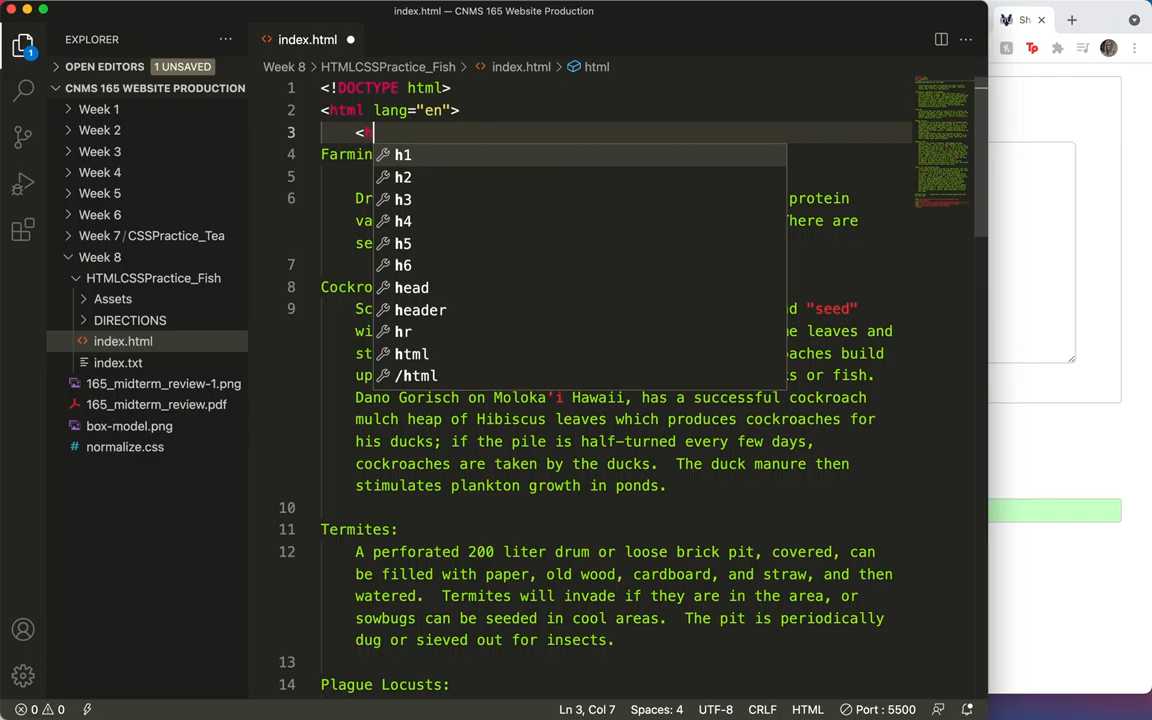 index.html — CNMS 165 Website Production
Sh
EXPLORER
index.html
OPEN EDITORS 1 UNSAVED
Week 8 > HTMLCSSPractice_Fish > index.html > html
Tp
1
CNMS 165 WEBSITE PRODUCTION
1 <!DOCTYPE html>
Week 1
2 <html lang="en">
Week 2
3 <h
Week 3
4 Farmin
h1
Week 4
5
h2
Week 5
6 Dr
h3
protein
Week 6
va
h4
There are
Week 7 / CSSPractice_Tea
se
h5
Week 8
7
h6
HTMLCSSPractice_Fish
8 Cockro
head
Assets
9 Sc
header
d "seed"
DIRECTIONS
wi
hr
e leaves and
index.html
st
html
aches build
index.txt
up
/html
s or fish.
165_midterm_review-1.png
Dano Gorisch on Moloka'i Hawaii, has a successful cockroach
165_midterm_review.pdf
mulch heap of Hibiscus leaves which produces cockroaches for
box-model.png
his ducks; if the pile is half-turned every few days,
normalize.css
cockroaches are taken by the ducks.  The duck manure then
stimulates plankton growth in ponds.
10
11 Termites:
12 A perforated 200 liter drum or loose brick pit, covered, can
be filled with paper, old wood, cardboard, and straw, and then
watered.  Termites will invade if they are in the area, or
sowbugs can be seeded in cool areas.  The pit is periodically
dug or sieved out for insects.
13
14 Plague Locusts:
0 0
Ln 3, Col 7
Spaces: 4
UTF-8
CRLF
HTML
Port : 5500